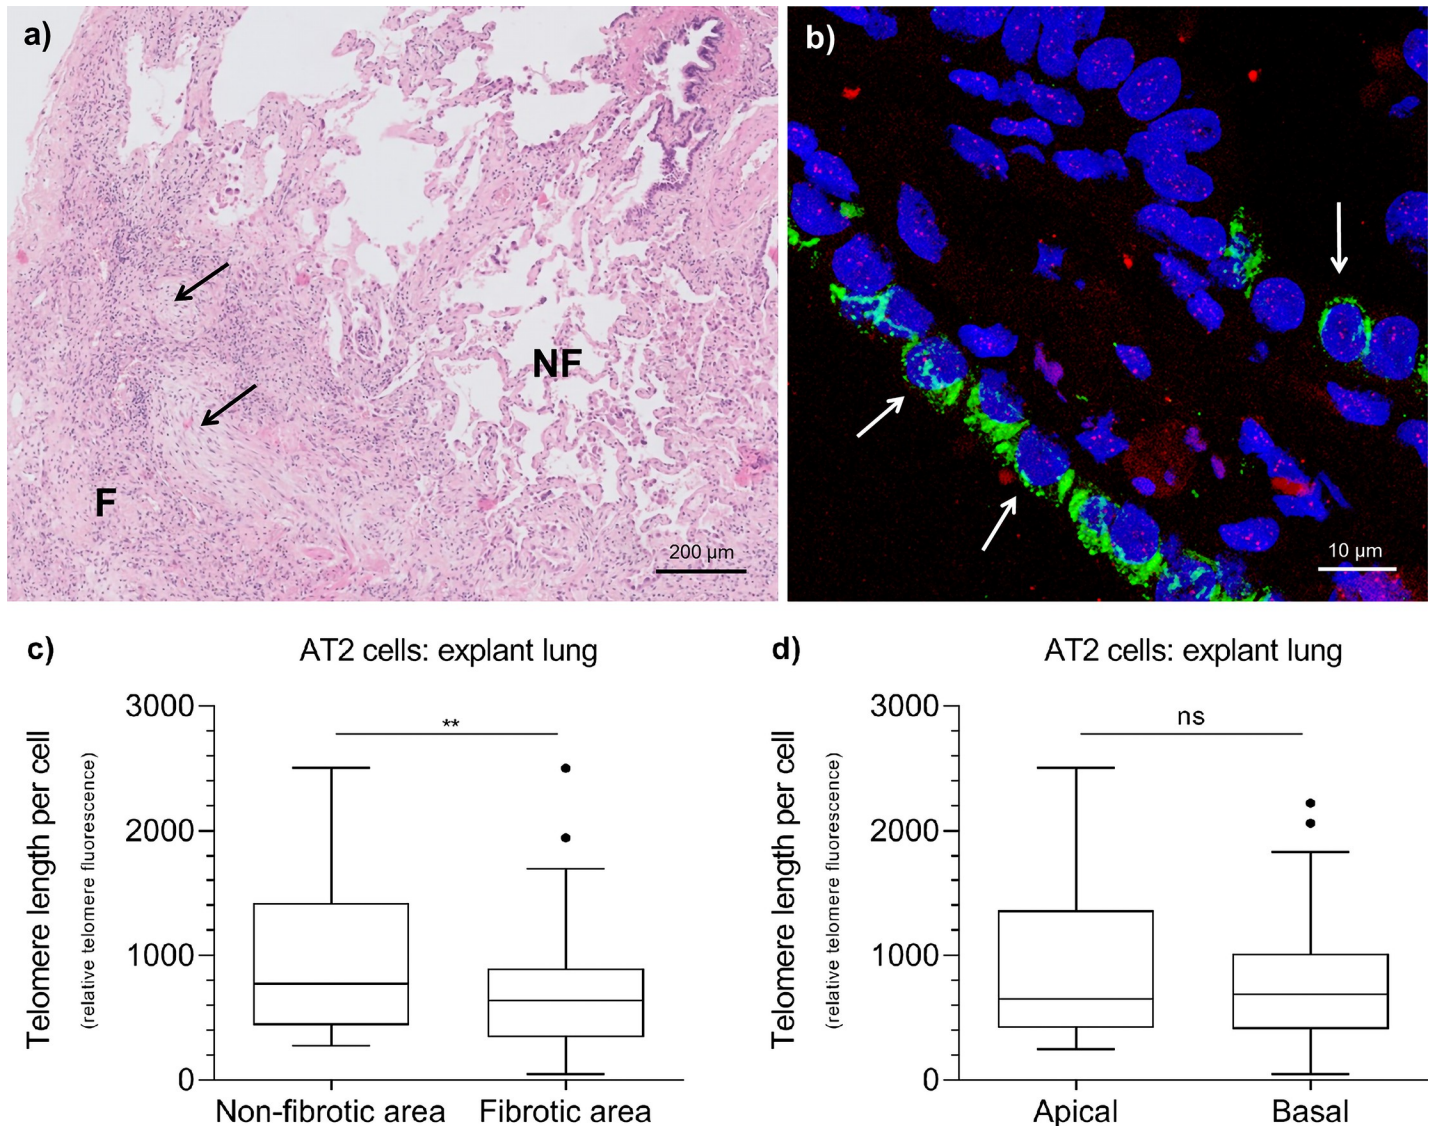 a)
NF
F
200 µm
b)
10 µm
c)
AT2 cells: explant lung
Telomere length per cell
(relative telomere fluorescence)
3000
2000
1000
0
**
Non-fibrotic area
Fibrotic area
d)
AT2 cells: explant lung
Telomere length per cell
(relative telomere fluorescence)
3000
2000
1000
0
ns
Apical
Basal